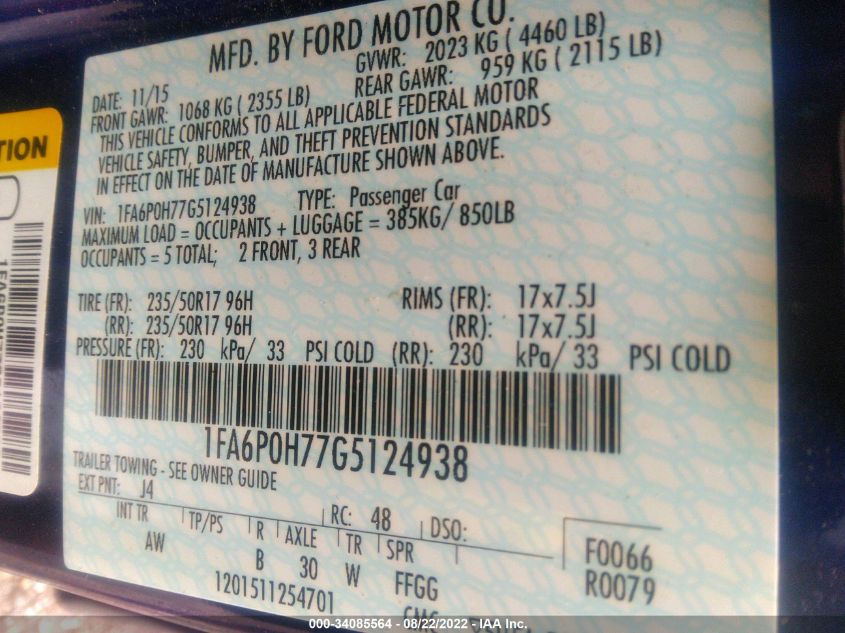 MFD. BY FORD MOTOR CO.
DATE: 11/15 GVWR: 2023 KG ( 4460 LB)
FRONT GAWR: 1068 KG ( 2355 LB) REAR GAWR: 959 KG ( 2115 LB)
THIS VEHICLE CONFORMS TO ALL APPLICABLE FEDERAL MOTOR
VEHICLE SAFETY, BUMPER, AND THEFT PREVENTION STANDARDS
IN EFFECT ON THE DATE OF MANUFACTURE SHOWN ABOVE.
VIN: 1FA6P0H77G5124938 TYPE: Passenger Car
MAXIMUM LOAD = OCCUPANTS + LUGGAGE = 385KG/ 850LB
OCCUPANTS = 5 TOTAL; 2 FRONT, 3 REAR
TIRE (FR): 235/50R17 96H RIMS (FR): 17x7.5J
(RR): 235/50R17 96H (RR): 17x7.5J
PRESSURE (FR): 230 kPa/ 33 PSI COLD (RR): 230 kPa/ 33 PSI COLD
1FA6P0H77G5124938
TRAILER TOWING - SEE OWNER GUIDE
EXT PNT: J4 RC: 48 DSO:
INT TR TP/PS R AXLE TR SPR F0066
AW B 30 W FFGG R0079
1201511254701
TION
000-34085564 - 08/22/2022 - IAA Inc.